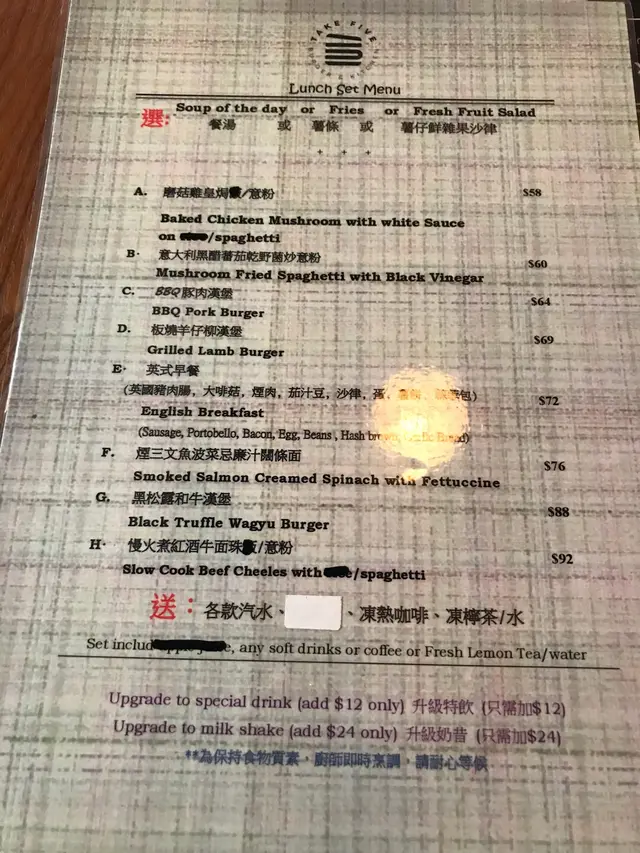 TAKE FIVE
Lunch Set Menu
選: Soup of the day or Fries or Fresh Fruit Salad
餐湯 或 薯條 或 薯仔鮮雜果沙律
+ + +
A. 磨菇雞皇焗 /意粉 $58
Baked Chicken Mushroom with white Sauce
on /spaghetti
B· 意大利黑醋蕃茄乾野菌炒意粉 $60
Mushroom Fried Spaghetti with Black Vinegar
C. BBQ豚肉漢堡 $64
BBQ Pork Burger
D. 板燒羊仔柳漢堡 $69
Grilled Lamb Burger
E· 英式早餐
(英國豬肉腸, 大啡菇, 煙肉, 茄汁豆, 沙律, 蛋, 包) $72
English Breakfast
(Sausage, Portobello, Bacon, Egg, Beans , Hash brown, Bread)
F. 煙三文魚波菜忌廉汁闊條面 $76
Smoked Salmon Creamed Spinach with Fettuccine
G. 黑松露和牛漢堡 $88
Black Truffle Wagyu Burger
H· 慢火煮紅酒牛面珠 /意粉 $92
Slow Cook Beef Cheeles with /spaghetti
送：各款汽水、 、凍熱咖啡、凍檸茶/水
Set includ e, any soft drinks or coffee or Fresh Lemon Tea/water
Upgrade to special drink (add $12 only) 升級特飲 (只需加$12)
Upgrade to milk shake (add $24 only) 升級奶昔 (只需加$24)
**為保持食物質素，廚師即時烹調，請耐心等候